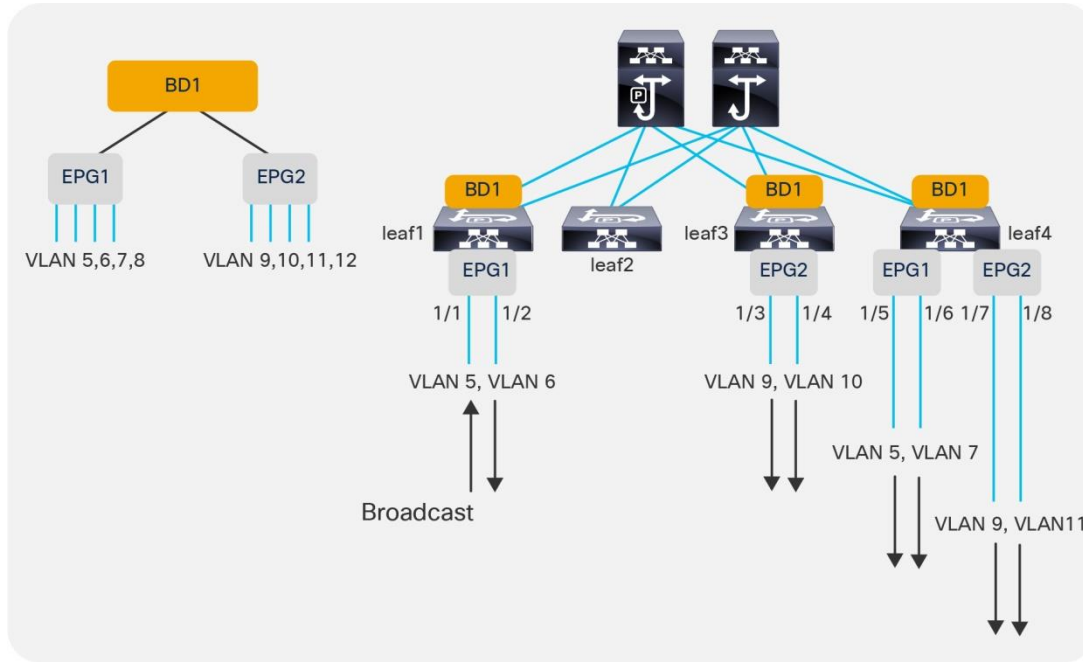 BD1
EPG1
EPG2
VLAN 5,6,7,8
VLAN 9,10,11,12
P
BD1
BD1
BD1
leaf1
P
leaf2
P
leaf3
P
P
leaf4
EPG1
EPG2
EPG1
EPG2
1/1
1/2
1/3
1/4
1/5
1/6
1/7
1/8
VLAN 5, VLAN 6
VLAN 9, VLAN 10
VLAN 5, VLAN 7
Broadcast
VLAN 9, VLAN11